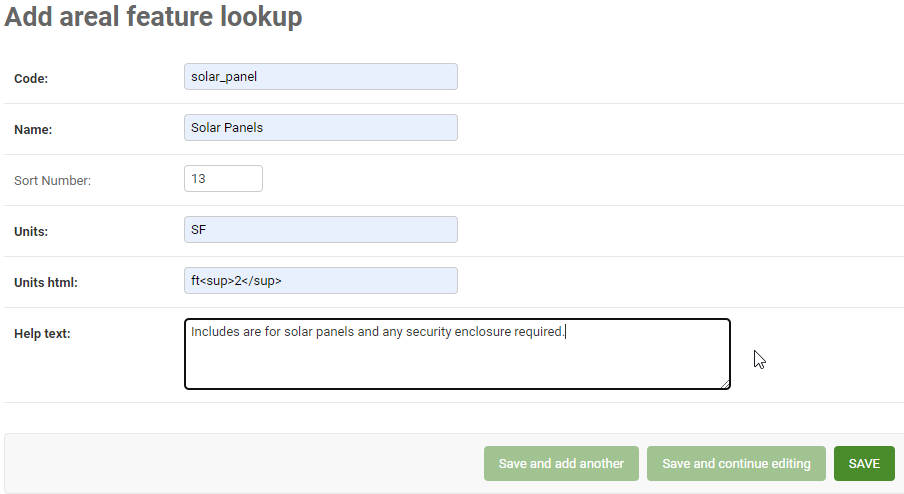 Add areal feature lookup
Code: solar_panel
Name: Solar Panels
Sort Number: 13
Units: SF
Units html: ft<sup>2</sup>
Help text: Includes are for solar panels and any security enclosure required.
Save and add another Save and continue editing SAVE